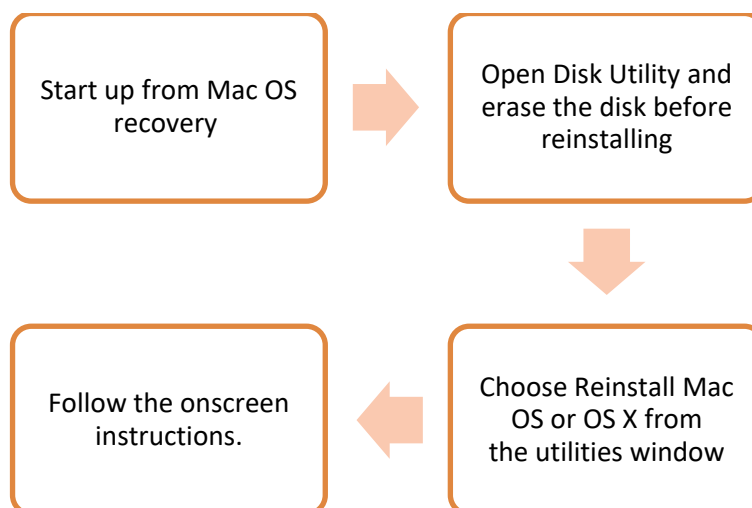 Start up from Mac OS
recovery
Open Disk Utility and
erase the disk before
reinstalling
Choose Reinstall Mac
OS or OS X from
the utilities window
Follow the onscreen
instructions.